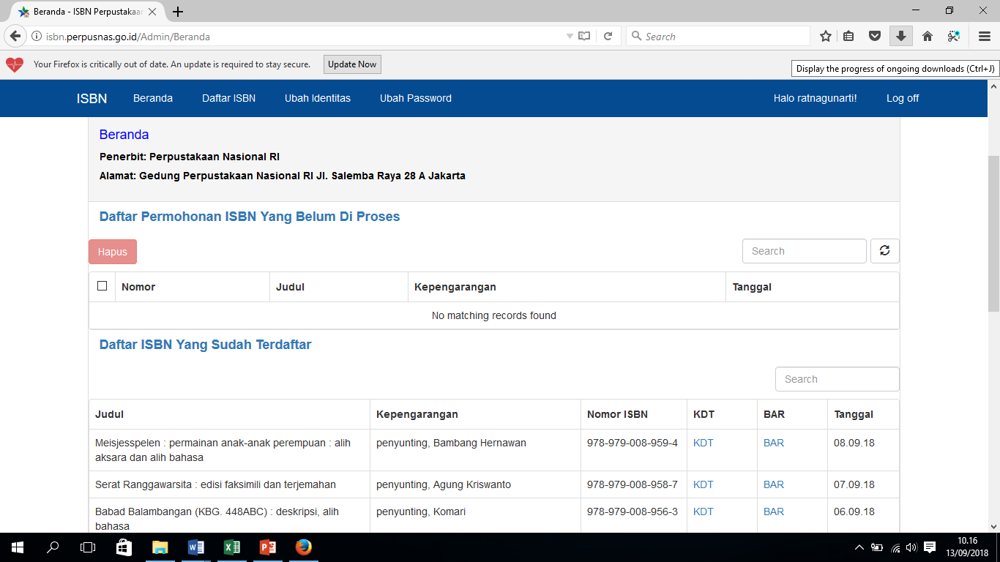 Beranda - ISBN Perpustakaan
isbn.perpusnas.go.id/Admin/Beranda
Search
Your Firefox is critically out of date. An update is required to stay secure.
Update Now
Display the progress of ongoing downloads (Ctrl+J)
ISBN Beranda Daftar ISBN Ubah Identitas Ubah Password Halo ratnagunarti! Log off
Beranda
Penerbit: Perpustakaan Nasional RI
Alamat: Gedung Perpustakaan Nasional RI Jl. Salemba Raya 28 A Jakarta
Daftar Permohonan ISBN Yang Belum Di Proses
Hapus
Search
Nomor Judul Kepengarangan Tanggal
No matching records found
Daftar ISBN Yang Sudah Terdaftar
Search
Judul Kepengarangan Nomor ISBN KDT BAR Tanggal
Meisjesspelen : permainan anak-anak perempuan : alih penyunting, Bambang Hernawan 978-979-008-959-4 KDT BAR 08.09.18
aksara dan alih bahasa
Serat Ranggawarsita : edisi faksimili dan terjemahan penyunting, Agung Kriswanto 978-979-008-958-7 KDT BAR 07.09.18
Babad Balambangan (KBG. 448ABC) : deskripsi, alih penyunting, Komari 978-979-008-956-3 KDT BAR 06.09.18
bahasa
10.16
13/09/2018